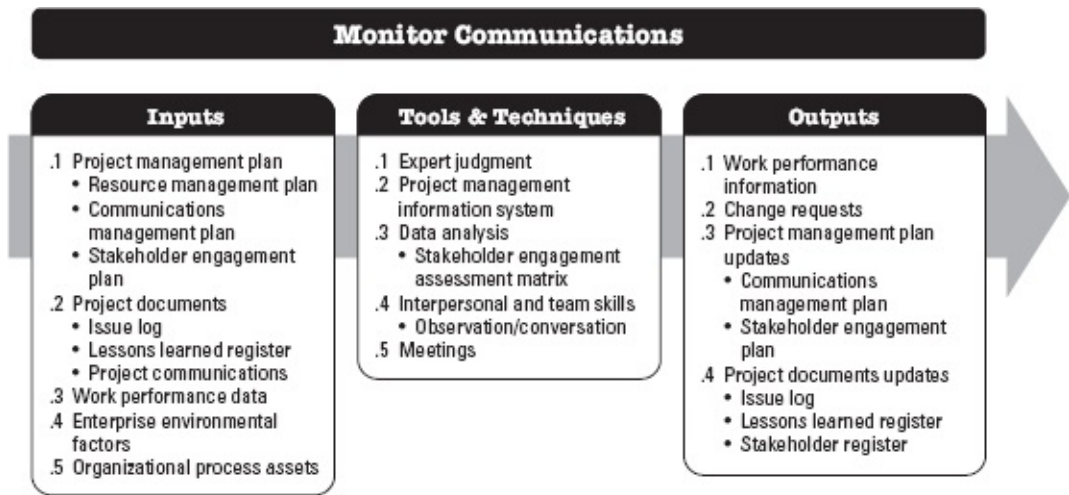 Monitor Communications
Inputs
.1 Project management plan
• Resource management plan
• Communications
management plan
• Stakeholder engagement
plan
.2 Project documents
• Issue log
• Lessons learned register
• Project communications
.3 Work performance data
.4 Enterprise environmental
factors
.5 Organizational process assets
Tools & Techniques
.1 Expert judgment
.2 Project management
information system
.3 Data analysis
• Stakeholder engagement
assessment matrix
.4 Interpersonal and team skills
• Observation/conversation
.5 Meetings
Outputs
.1 Work performance
information
.2 Change requests
.3 Project management plan
updates
• Communications
management plan
• Stakeholder engagement
plan
.4 Project documents updates
• Issue log
• Lessons learned register
• Stakeholder register